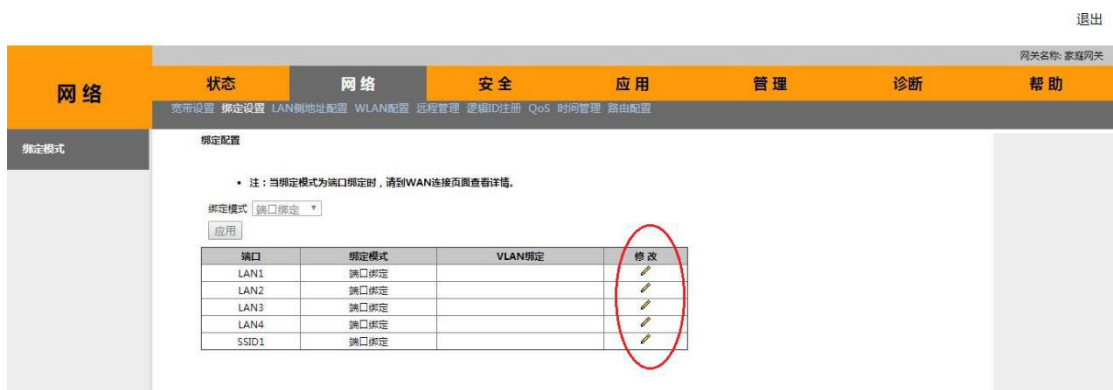 退出
网关名称: 家庭网关
网络
状态 网络 安全 应用 管理 诊断 帮助
宽带设置 绑定设置 LAN侧地址配置 WLAN配置 远程管理 逻辑ID注册 QoS 时间管理 路由配置
绑定模式
绑定配置
• 注：当绑定模式为端口绑定时，请到WAN连接页面查看详情。
绑定模式 端口绑定
应用
端口 绑定模式 VLAN绑定 修改
LAN1 端口绑定
LAN2 端口绑定
LAN3 端口绑定
LAN4 端口绑定
SSID1 端口绑定